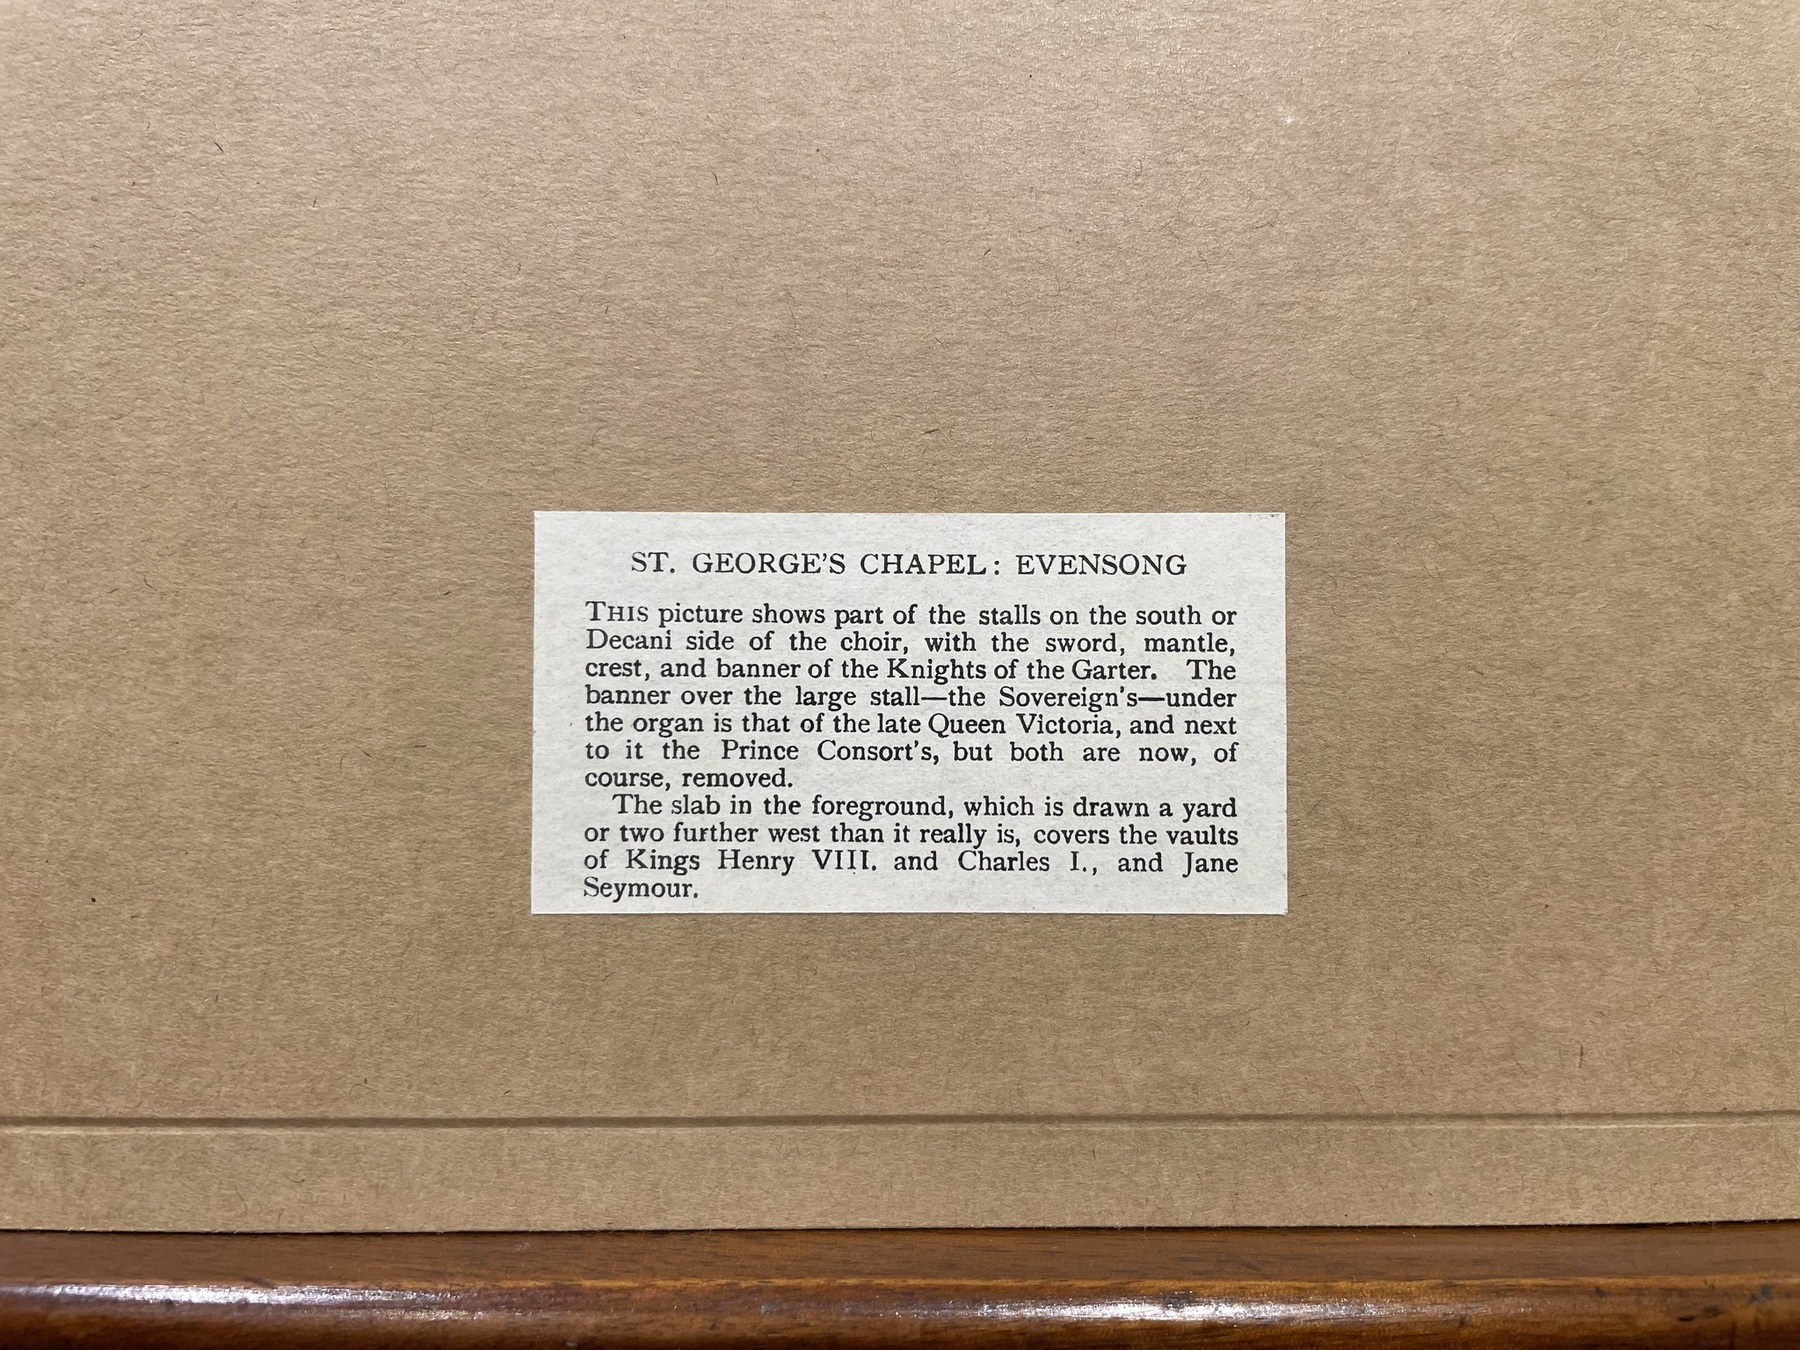 ST. GEORGE'S CHAPEL: EVENSONG
THIS picture shows part of the stalls on the south or
Decani side of the choir, with the sword, mantle,
crest, and banner of the Knights of the Garter. The
banner over the large stall—the Sovereign's—under
the organ is that of the late Queen Victoria, and next
to it the Prince Consort's, but both are now, of
course, removed.
The slab in the foreground, which is drawn a yard
or two further west than it really is, covers the vaults
of Kings Henry VIII. and Charles I., and Jane
Seymour.